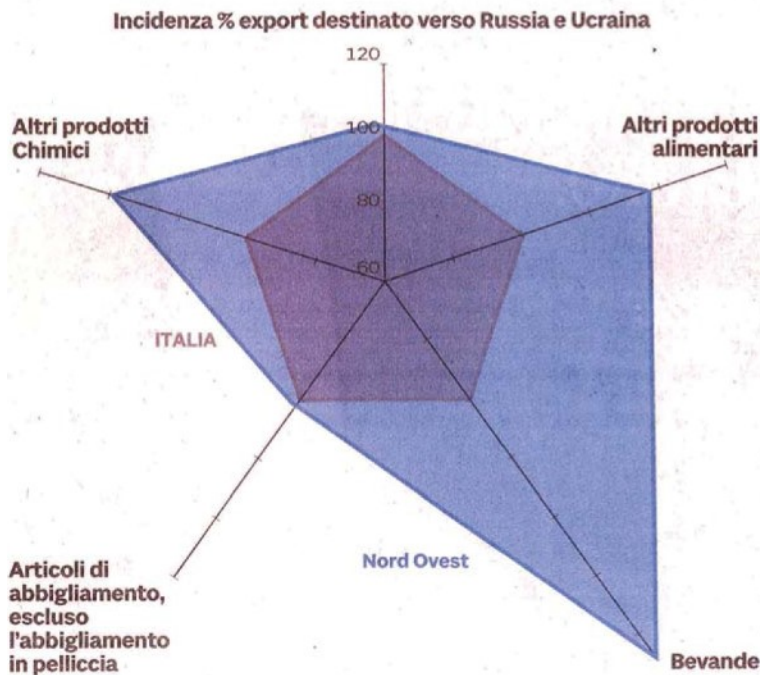 Incidenza % export destinato verso Russia e Ucraina
120
100
80
60
Altri prodotti
Chimici
Altri prodotti
alimentari
ITALIA
Nord Ovest
Articoli di
abbigliamento,
escluso
l'abbigliamento
in pelliccia
Bevande